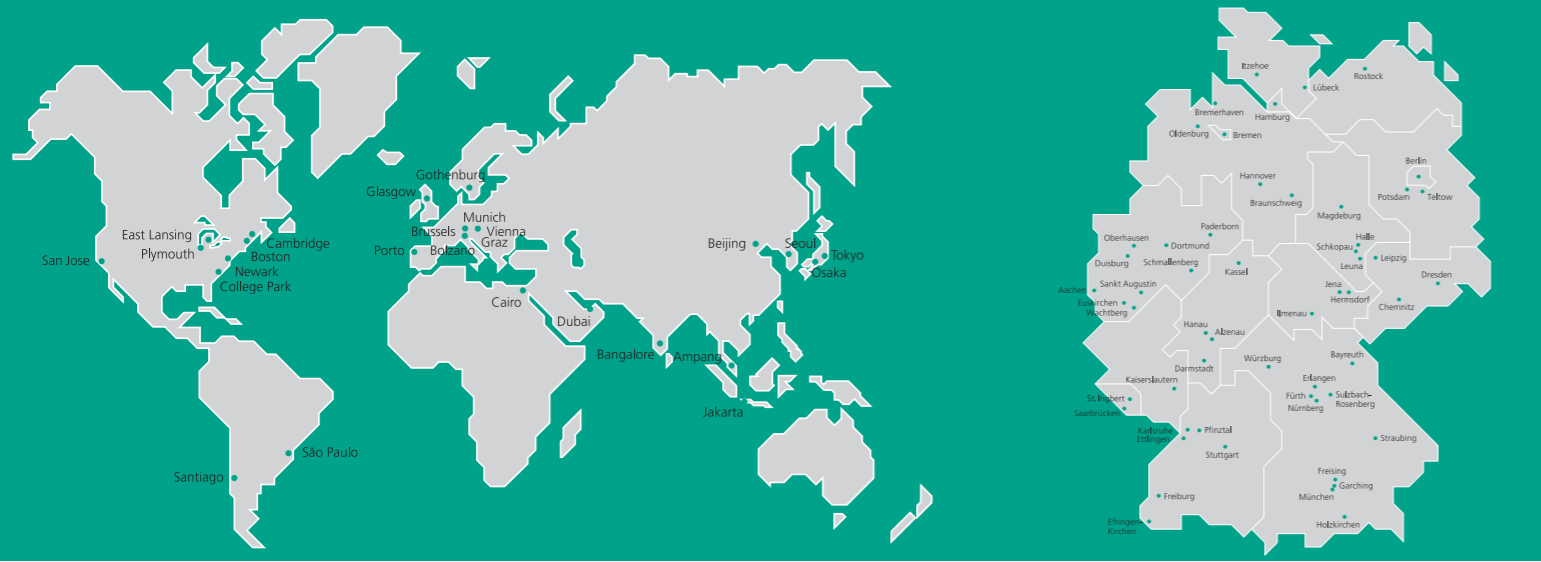 Gothenburg
Glasgow
Munich
Brussels
Vienna
Graz
Porto
Bolzano
East Lansing
Plymouth
Cambridge
Boston
San Jose
Newark
College Park
Cairo
Dubai
Beijing
Seoul
Tokyo
Osaka
Bangalore
Ampang
Jakarta
São Paulo
Santiago
Itzehoe
Rostock
Lübeck
Bremerhaven
Hamburg
Oldenburg
Bremen
Berlin
Hannover
Potsdam
Teltow
Braunschweig
Magdeburg
Paderborn
Halle
Oberhausen
Dortmund
Schkopau
Leipzig
Duisburg
Schmallenberg
Kassel
Leuna
Dresden
Aachen
Sankt Augustin
Jena
Hermsdorf
Euskirchen
Wachtberg
Chemnitz
Ilmenau
Hanau
Alzenau
Würzburg
Bayreuth
Darmstadt
Kaiserslautern
Erlangen
St. Ingbert
Fürth
Sulzbach-
Rosenberg
Saarbrücken
Nürnberg
Karlsruhe
Pfinztal
Ettlingen
Straubing
Stuttgart
Freising
Garching
Freiburg
München
Efringen-
Kirchen
Holzkirchen